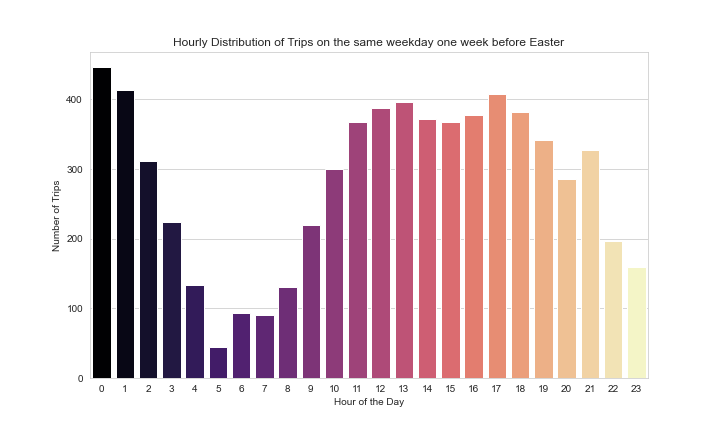 Hourly Distribution of Trips on the same weekday one week before Easter
Number of Trips
400
300
200
100
0
0 1 2 3 4 5 6 7 8 9 10 11 12 13 14 15 16 17 18 19 20 21 22 23
Hour of the Day